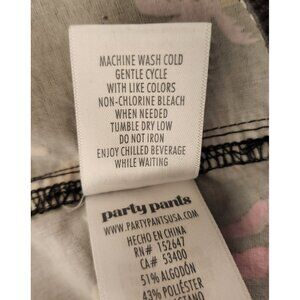 MACHINE WASH COLD
GENTLE CYCLE
WITH LIKE COLORS
NON-CHLORINE BLEACH
WHEN NEEDED
TUMBLE DRY LOW
DO NOT IRON
ENJOY CHILLED BEVERAGE
WHILE WAITING
party pants
WWW.PARTYPANTSUSA.COM
HECHO EN CHINA
RN# 152647
CA# 53400
51% ALGODÓN
43% POLIÉSTER